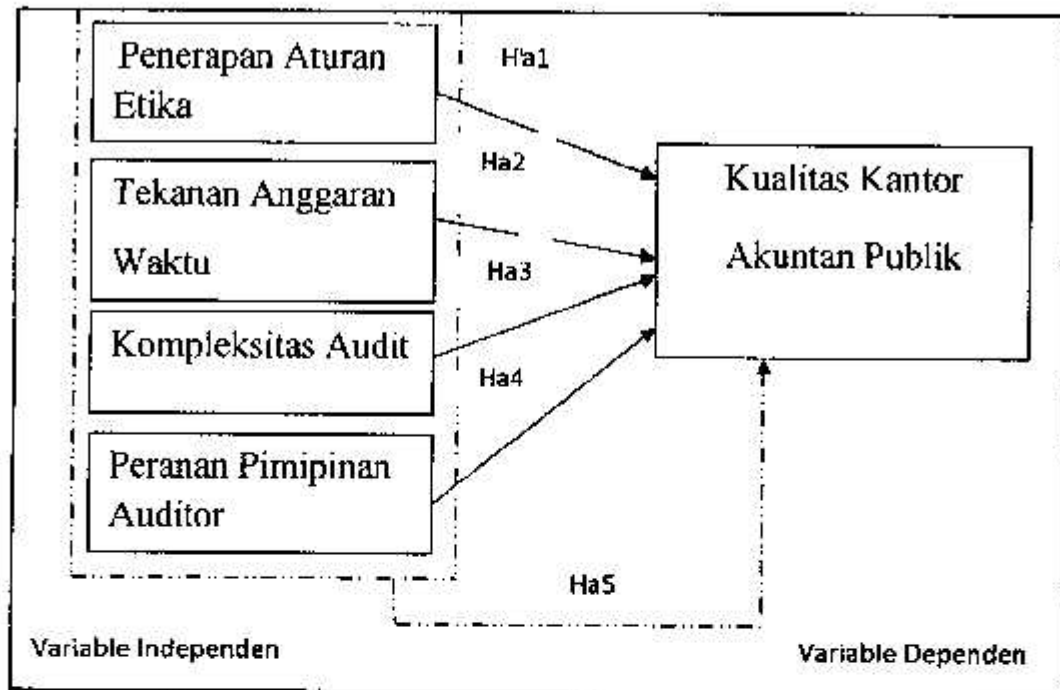 Penerapan Aturan
Etika
Ha1
Ha2
Tekanan Anggaran
Waktu
Ha3
Kompleksitas Audit
Ha4
Peranan Pimipinan
Auditor
Kualitas Kantor
Akuntan Publik
Ha5
Variable Independen
Variable Dependen